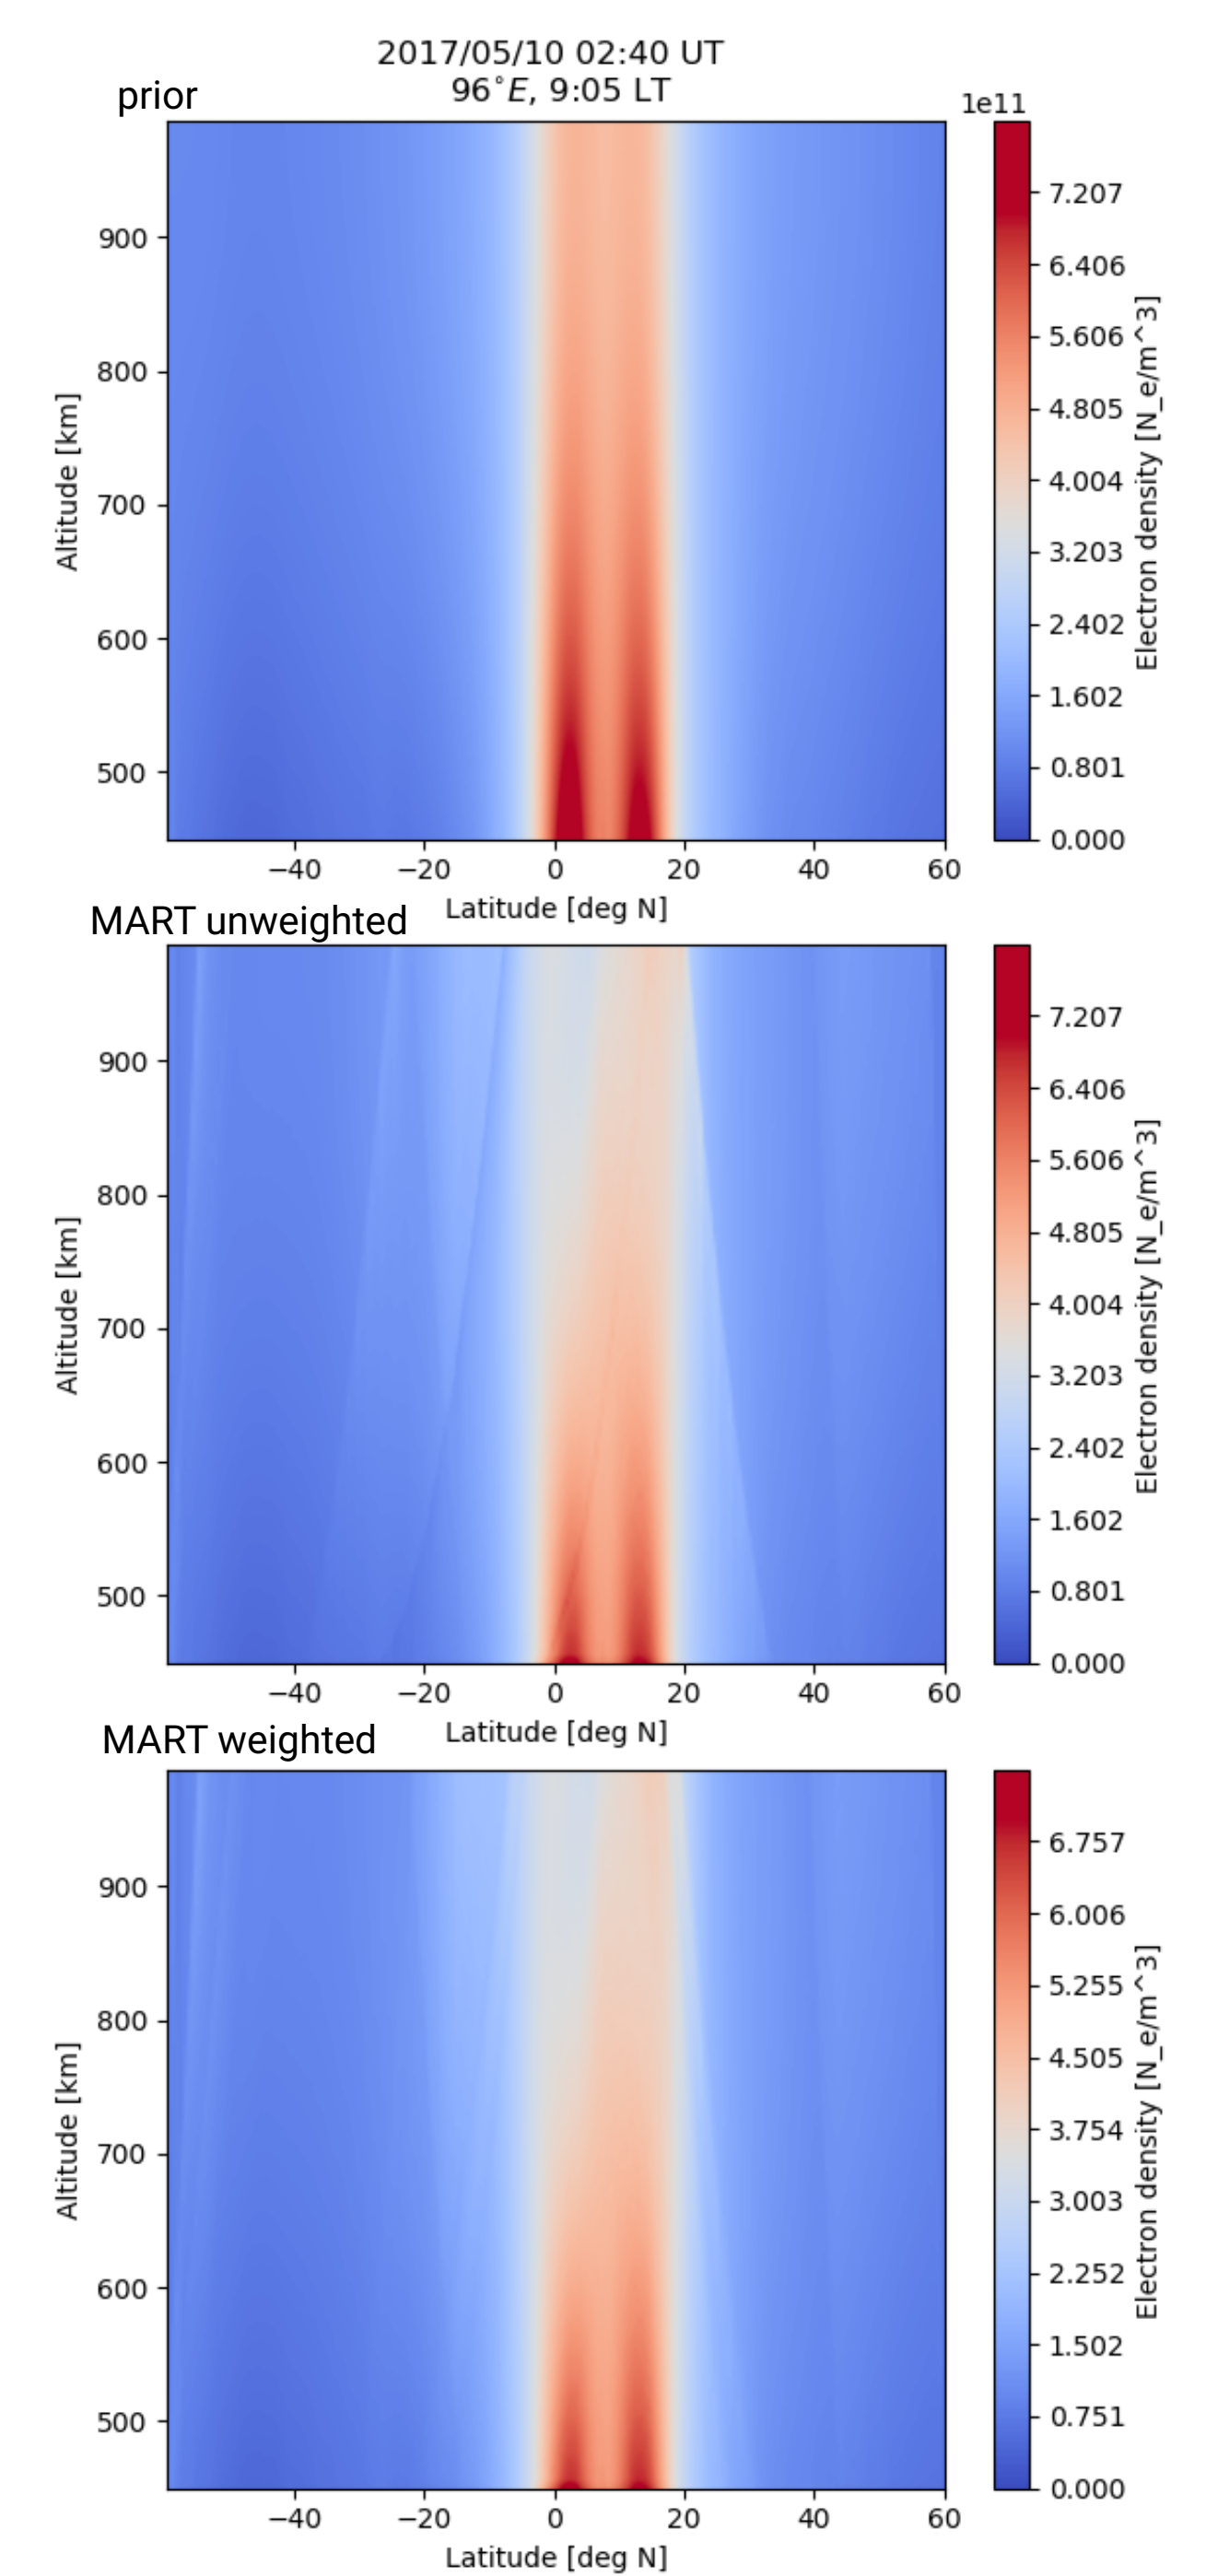 2017/05/10 02:40 UT
96°E, 9:05 LT
prior
1e11
Altitude [km]
900
800
700
600
500
−40 −20 0 20 40 60
Latitude [deg N]
7.207
6.406
5.606
4.805
4.004
3.203
2.402
1.602
0.801
0.000
Electron density [N_e/m^3]
MART unweighted
Altitude [km]
900
800
700
600
500
−40 −20 0 20 40 60
Latitude [deg N]
7.207
6.406
5.606
4.805
4.004
3.203
2.402
1.602
0.801
0.000
Electron density [N_e/m^3]
MART weighted
Altitude [km]
900
800
700
600
500
−40 −20 0 20 40 60
Latitude [deg N]
6.757
6.006
5.255
4.505
3.754
3.003
2.252
1.502
0.751
0.000
Electron density [N_e/m^3]